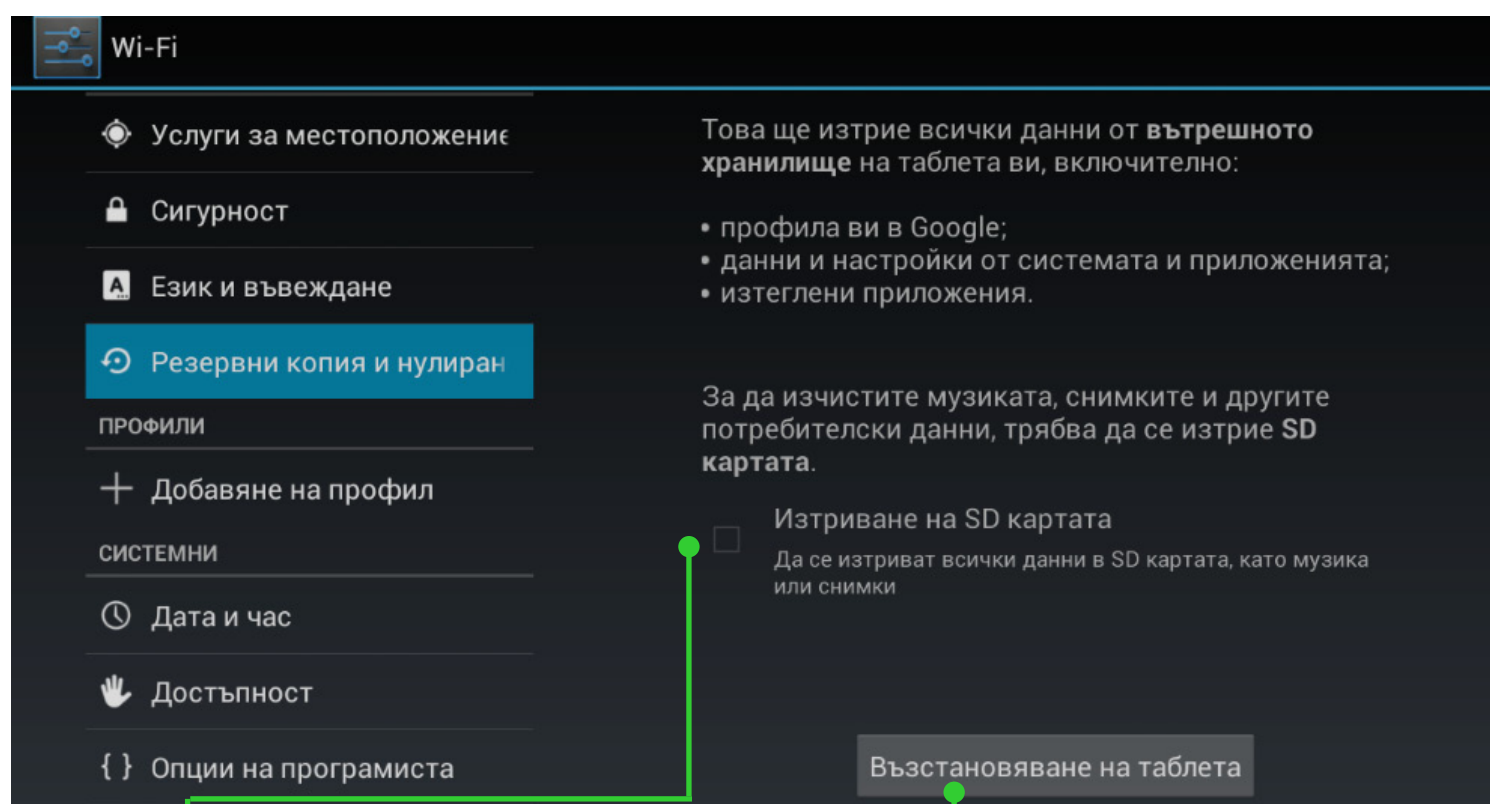 Wi-Fi
Услуги за местоположение
Сигурност
Език и въвеждане
Резервни копия и нулиран
ПРОФИЛИ
Добавяне на профил
СИСТЕМНИ
Дата и час
Достъпност
{ } Опции на програмиста
Това ще изтрие всички данни от вътрешното
хранилище на таблета ви, включително:
• профила ви в Google;
• данни и настройки от системата и приложенията;
• изтеглени приложения.
За да изчистите музиката, снимките и другите
потребителски данни, трябва да се изтрие SD
картата.
Изтриване на SD картата
Да се изтриват всички данни в SD картата, като музика
или снимки
Възстановяване на таблета